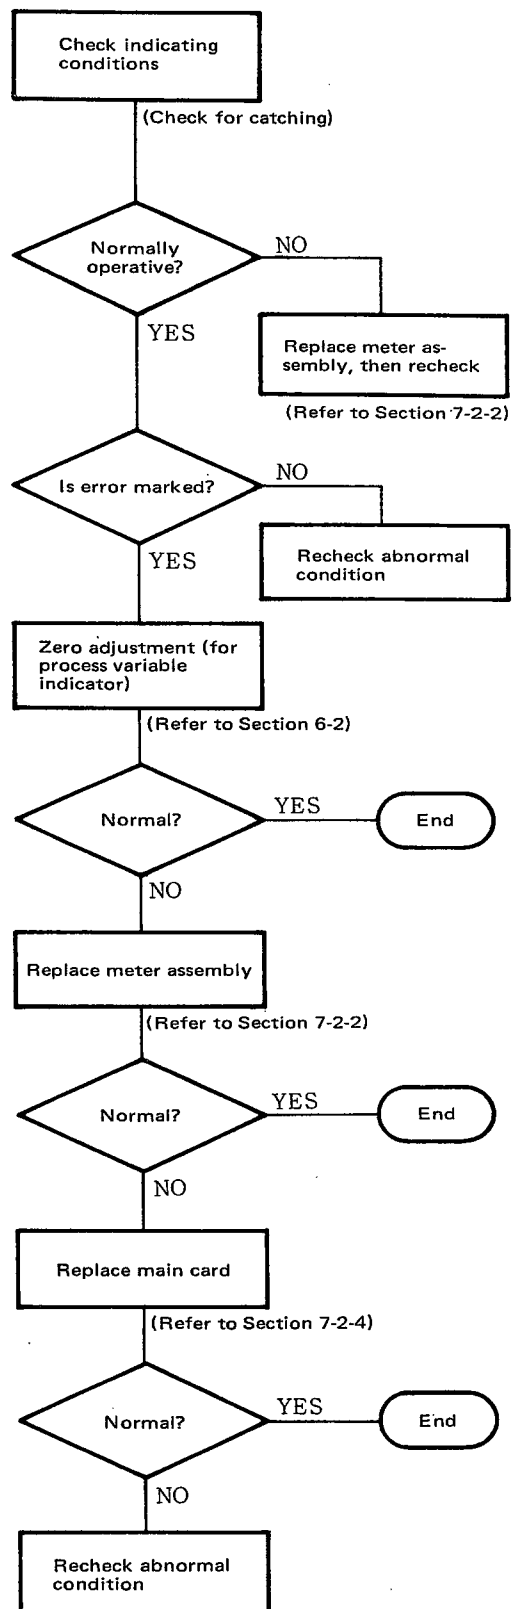 Check indicating
conditions
(Check for catching)
Normally
operative?
NO
YES
Replace meter as-
sembly, then recheck
(Refer to Section 7-2-2)
Is error marked?
NO
YES
Recheck abnormal
condition
Zero adjustment (for
process variable
indicator)
(Refer to Section 6-2)
Normal?
YES
End
NO
Replace meter assembly
(Refer to Section 7-2-2)
Normal?
YES
End
NO
Replace main card
(Refer to Section 7-2-4)
Normal?
YES
End
NO
Recheck abnormal
condition